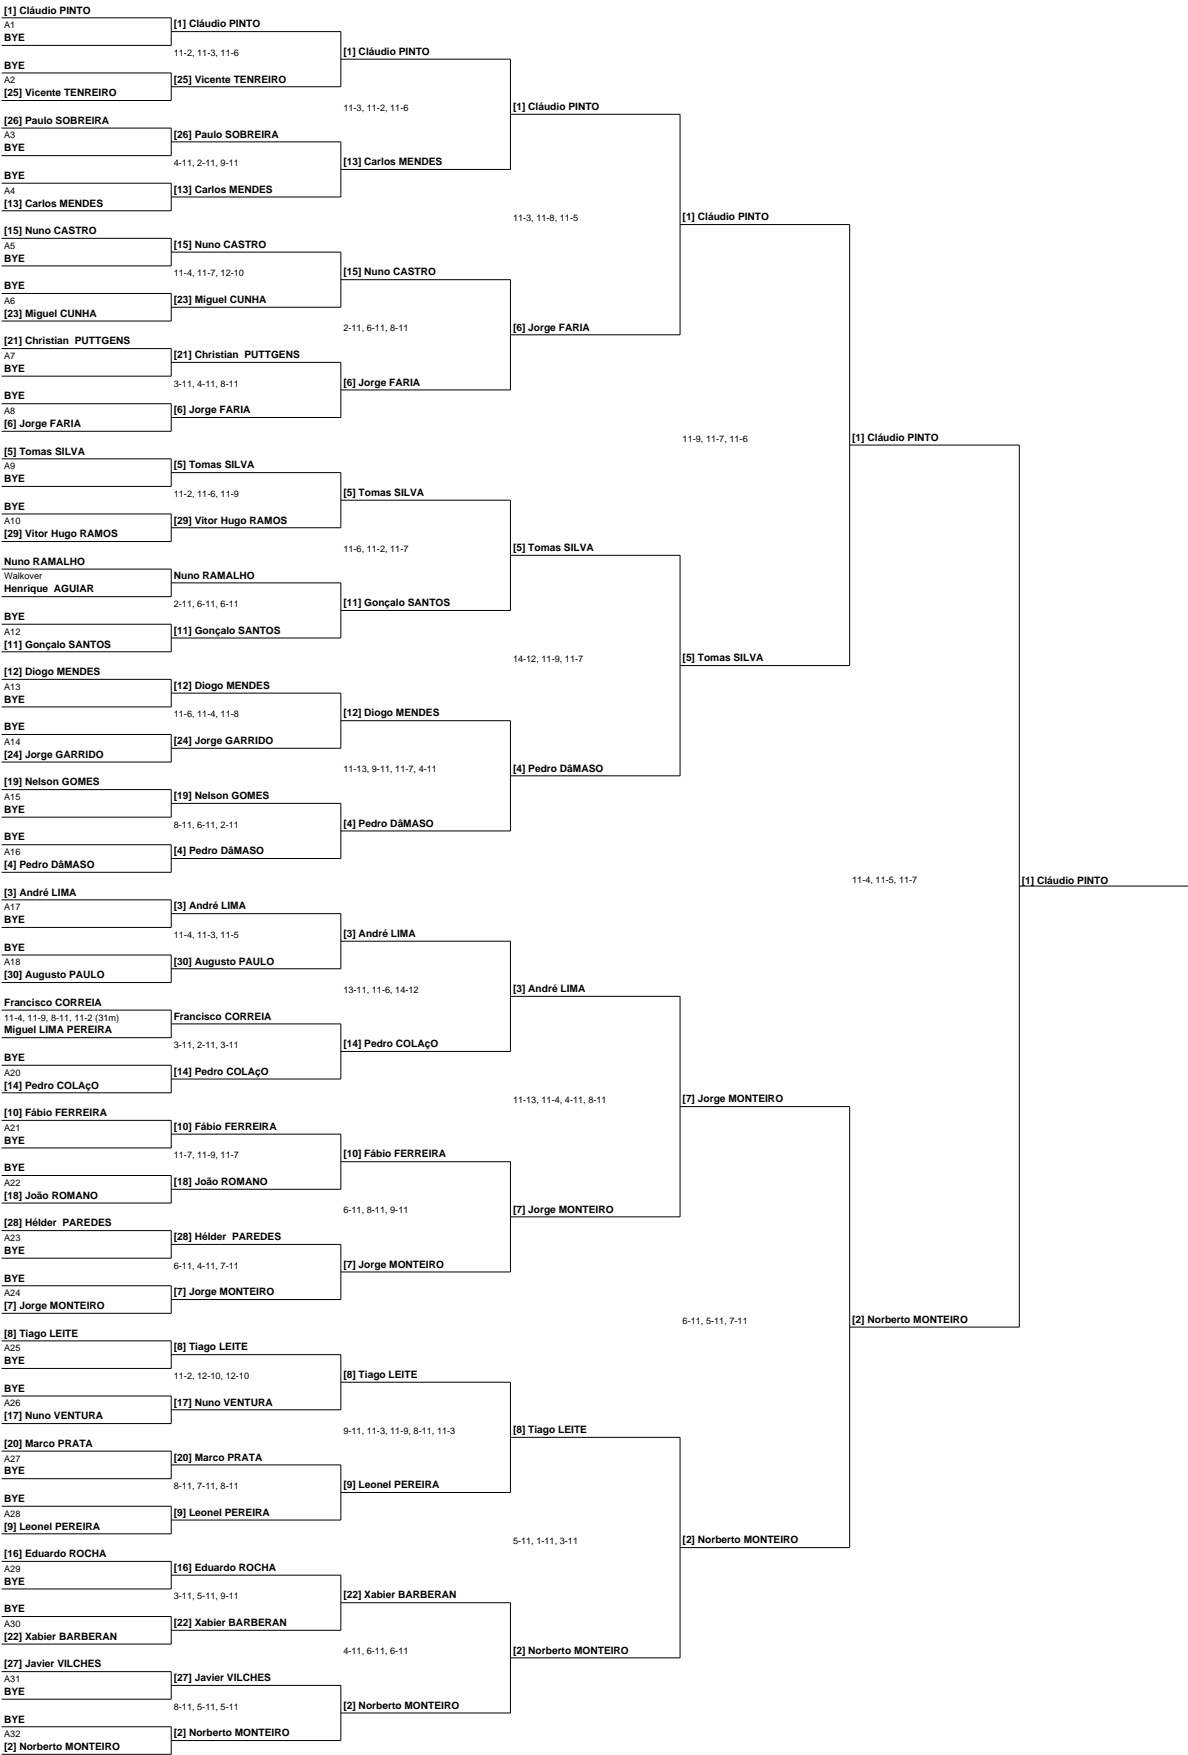 [1] Cláudio PINTO
A1
BYE
[1] Cláudio PINTO
11-2, 11-3, 11-6
[1] Cláudio PINTO
BYE
A2
[25] Vicente TENREIRO
[25] Vicente TENREIRO
11-3, 11-2, 11-6
[1] Cláudio PINTO
[26] Paulo SOBREIRA
A3
BYE
[26] Paulo SOBREIRA
4-11, 2-11, 9-11
[13] Carlos MENDES
BYE
A4
[13] Carlos MENDES
[13] Carlos MENDES
11-3, 11-8, 11-5
[1] Cláudio PINTO
[15] Nuno CASTRO
A5
BYE
[15] Nuno CASTRO
11-4, 11-7, 12-10
[15] Nuno CASTRO
BYE
A6
[23] Miguel CUNHA
[23] Miguel CUNHA
2-11, 6-11, 8-11
[6] Jorge FARIA
[21] Christian  PUTTGENS
A7
BYE
[21] Christian  PUTTGENS
3-11, 4-11, 8-11
[6] Jorge FARIA
BYE
A8
[6] Jorge FARIA
[6] Jorge FARIA
11-9, 11-7, 11-6
[1] Cláudio PINTO
[5] Tomas SILVA
A9
BYE
[5] Tomas SILVA
11-2, 11-6, 11-9
[5] Tomas SILVA
BYE
A10
[29] Vitor Hugo RAMOS
[29] Vitor Hugo RAMOS
11-6, 11-2, 11-7
[5] Tomas SILVA
Nuno RAMALHO
Walkover
Henrique  AGUIAR
Nuno RAMALHO
2-11, 6-11, 6-11
[11] Gonçalo SANTOS
BYE
A12
[11] Gonçalo SANTOS
[11] Gonçalo SANTOS
14-12, 11-9, 11-7
[5] Tomas SILVA
[12] Diogo MENDES
A13
BYE
[12] Diogo MENDES
11-6, 11-4, 11-8
[12] Diogo MENDES
BYE
A14
[24] Jorge GARRIDO
[24] Jorge GARRIDO
11-13, 9-11, 11-7, 4-11
[4] Pedro DâMASO
[19] Nelson GOMES
A15
BYE
[19] Nelson GOMES
8-11, 6-11, 2-11
[4] Pedro DâMASO
BYE
A16
[4] Pedro DâMASO
[4] Pedro DâMASO
11-4, 11-5, 11-7
[1] Cláudio PINTO
[3] André LIMA
A17
BYE
[3] André LIMA
11-4, 11-3, 11-5
[3] André LIMA
BYE
A18
[30] Augusto PAULO
[30] Augusto PAULO
13-11, 11-6, 14-12
[3] André LIMA
Francisco CORREIA
11-4, 11-9, 8-11, 11-2 (31m)
Miguel LIMA PEREIRA
Francisco CORREIA
3-11, 2-11, 3-11
[14] Pedro COLAçO
BYE
A20
[14] Pedro COLAçO
[14] Pedro COLAçO
11-13, 11-4, 4-11, 8-11
[7] Jorge MONTEIRO
[10] Fábio FERREIRA
A21
BYE
[10] Fábio FERREIRA
11-7, 11-9, 11-7
[10] Fábio FERREIRA
BYE
A22
[18] João ROMANO
[18] João ROMANO
6-11, 8-11, 9-11
[7] Jorge MONTEIRO
[28] Hélder  PAREDES
A23
BYE
[28] Hélder  PAREDES
6-11, 4-11, 7-11
[7] Jorge MONTEIRO
BYE
A24
[7] Jorge MONTEIRO
[7] Jorge MONTEIRO
6-11, 5-11, 7-11
[2] Norberto MONTEIRO
[8] Tiago LEITE
A25
BYE
[8] Tiago LEITE
11-2, 12-10, 12-10
[8] Tiago LEITE
BYE
A26
[17] Nuno VENTURA
[17] Nuno VENTURA
9-11, 11-3, 11-9, 8-11, 11-3
[8] Tiago LEITE
[20] Marco PRATA
A27
BYE
[20] Marco PRATA
8-11, 7-11, 8-11
[9] Leonel PEREIRA
BYE
A28
[9] Leonel PEREIRA
[9] Leonel PEREIRA
5-11, 1-11, 3-11
[2] Norberto MONTEIRO
[16] Eduardo ROCHA
A29
BYE
[16] Eduardo ROCHA
3-11, 5-11, 9-11
[22] Xabier BARBERAN
BYE
A30
[22] Xabier BARBERAN
[22] Xabier BARBERAN
4-11, 6-11, 6-11
[2] Norberto MONTEIRO
[27] Javier VILCHES
A31
BYE
[27] Javier VILCHES
8-11, 5-11, 5-11
[2] Norberto MONTEIRO
BYE
A32
[2] Norberto MONTEIRO
[2] Norberto MONTEIRO